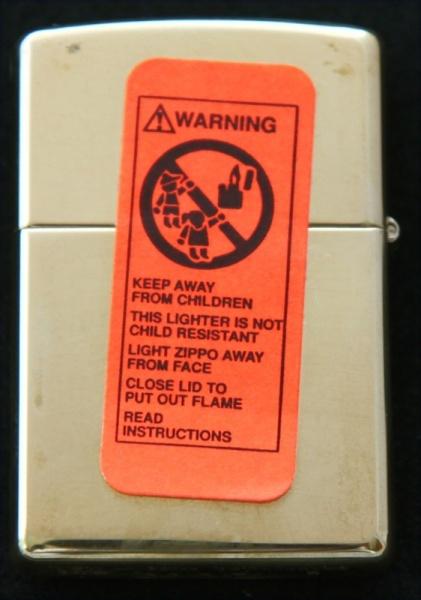 WARNING
KEEP AWAY
FROM CHILDREN
THIS LIGHTER IS NOT
CHILD RESISTANT
LIGHT ZIPPO AWAY
FROM FACE
CLOSE LID TO
PUT OUT FLAME
READ
INSTRUCTIONS